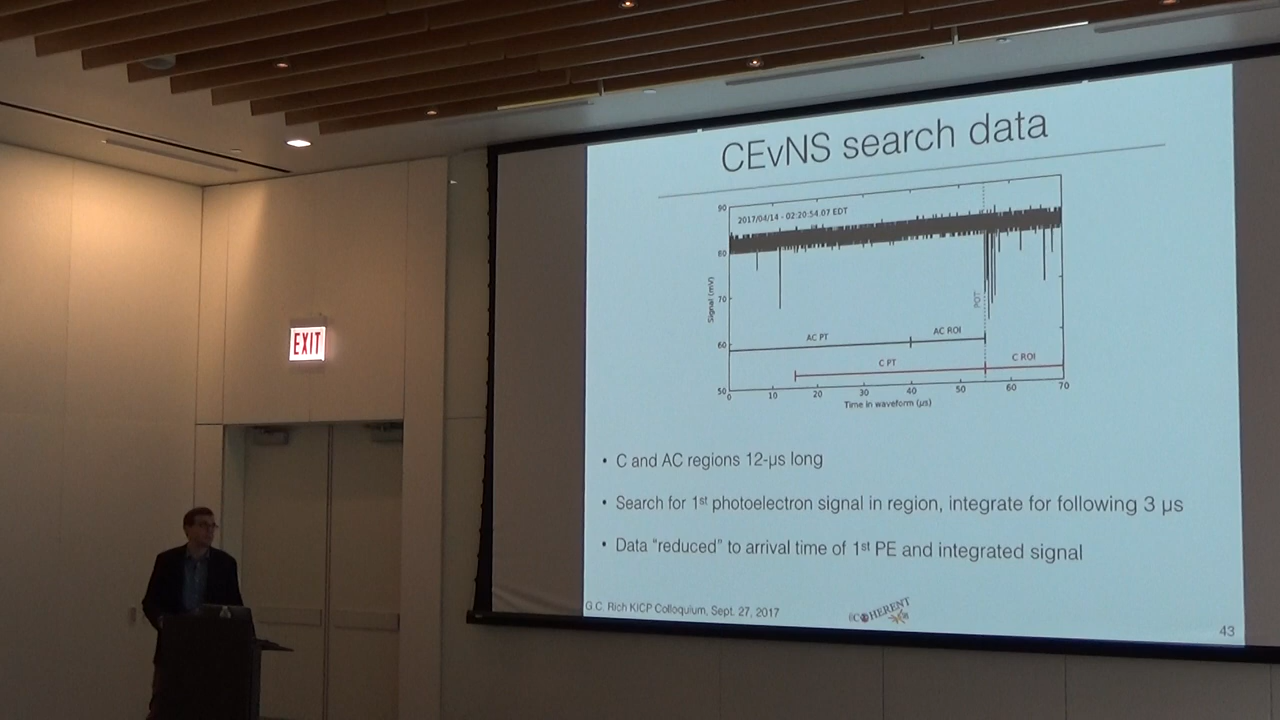 CEvNS search data
90
2017/04/14 - 02:20:54.07 EDT
80
Signal (mV)
70
POT
60
AC PT
AC ROI
C PT
C ROI
50
0 10 20 30 40 50 60 70
Time in waveform (µs)
EXIT
• C and AC regions 12-µs long
• Search for 1st photoelectron signal in region, integrate for following 3 µs
• Data “reduced” to arrival time of 1st PE and integrated signal
G.C. Rich KICP Colloquium, Sept. 27, 2017
COHERENT
43